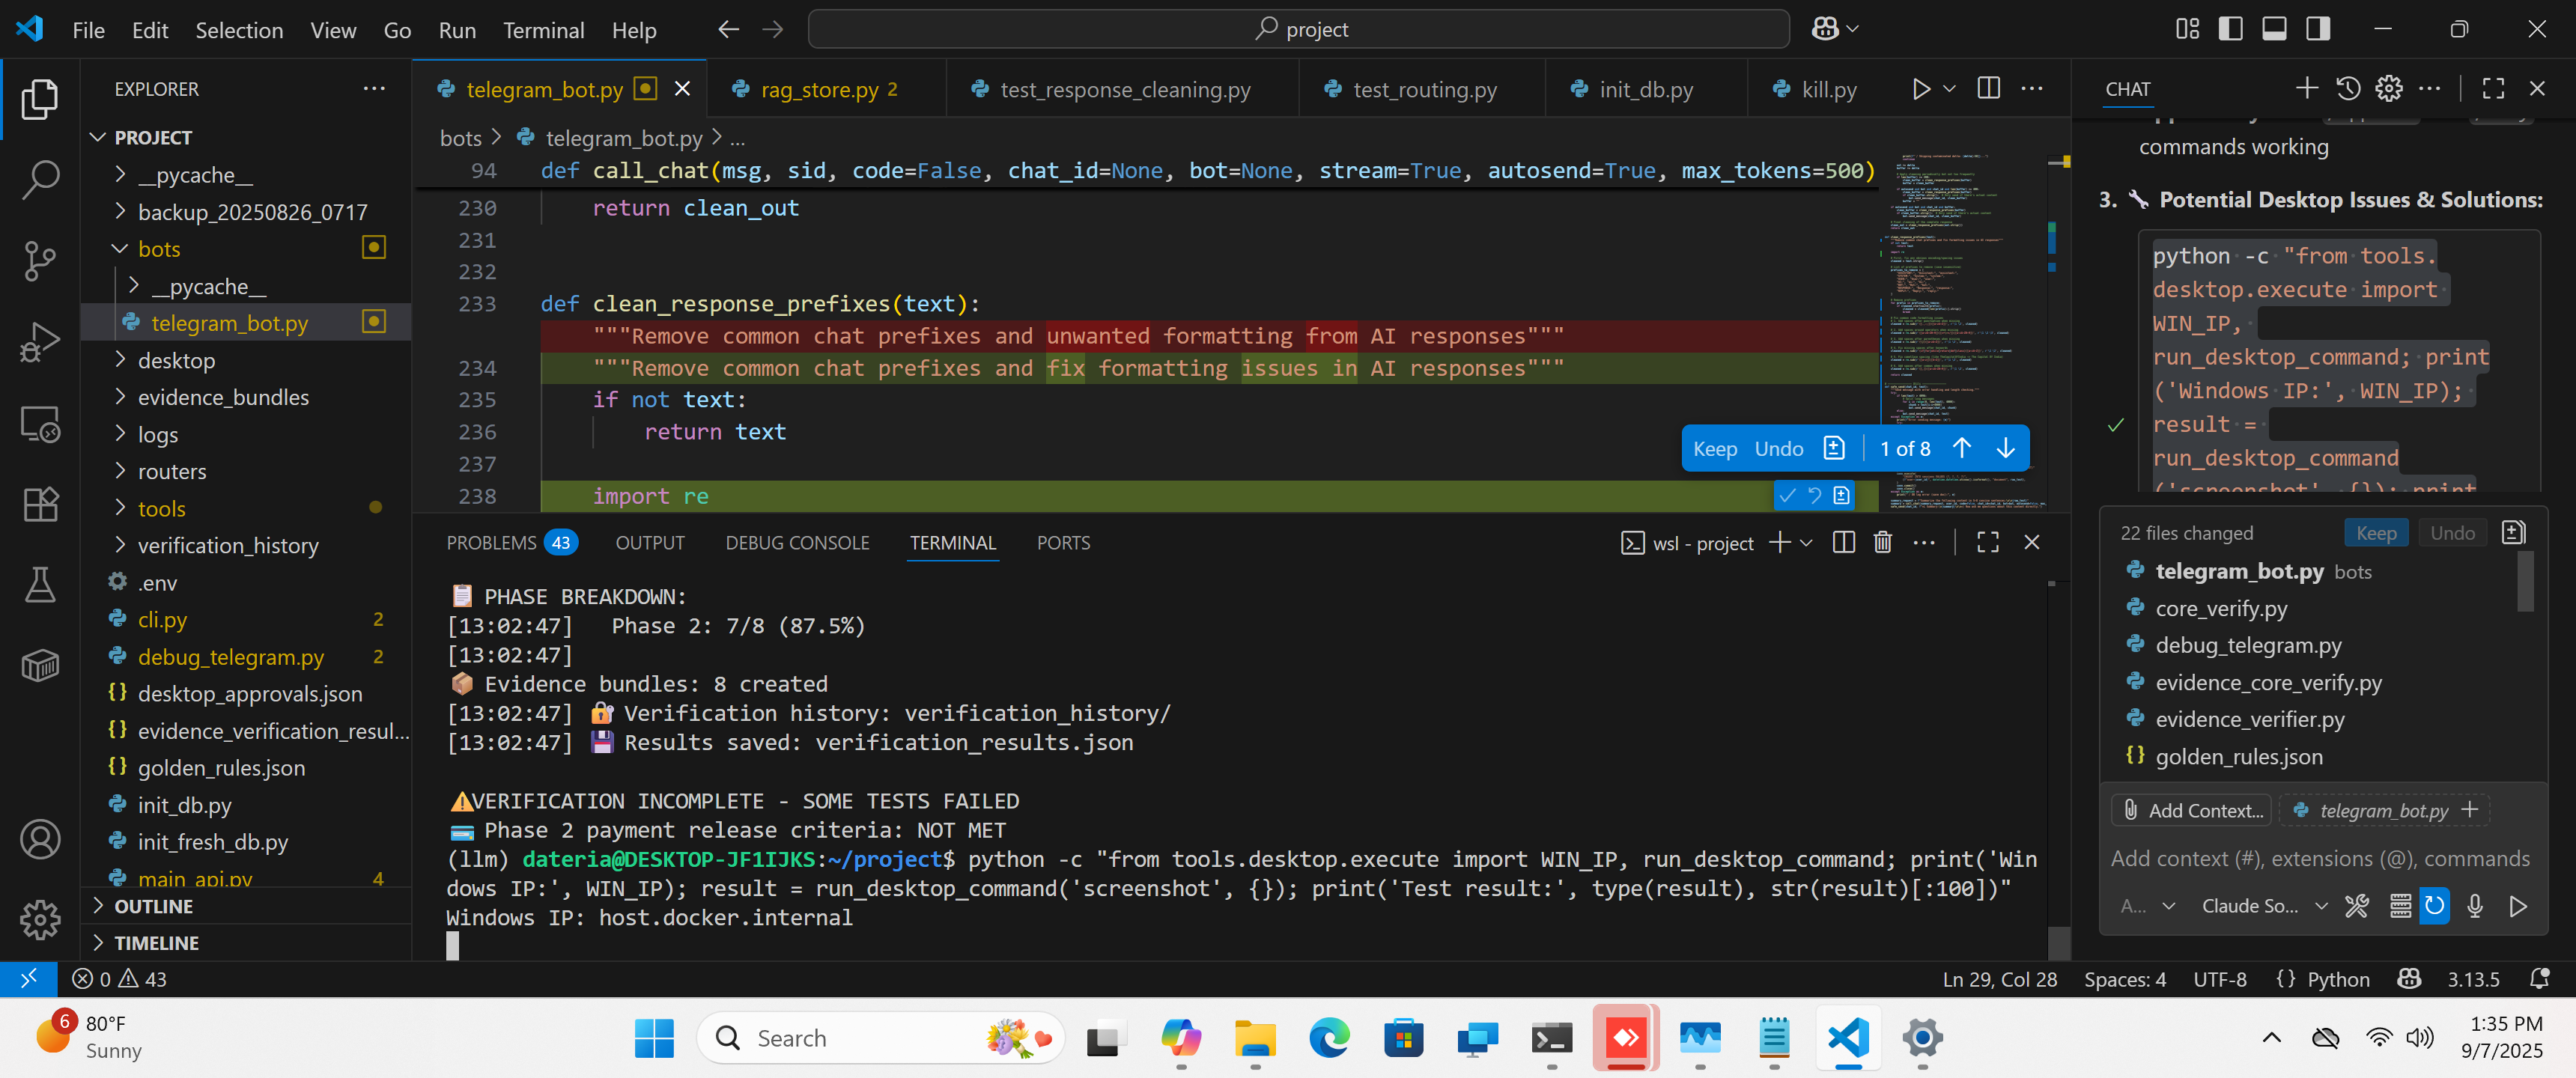 File Edit Selection View Go Run Terminal Help
project
EXPLORER
PROJECT
__pycache__
backup_20250826_0717
bots
__pycache__
telegram_bot.py
desktop
evidence_bundles
logs
routers
tools
verification_history
.env
cli.py 2
debug_telegram.py 2
desktop_approvals.json
evidence_verification_resul...
golden_rules.json
init_db.py
init_fresh_db.py
main_api.py 4
OUTLINE
TIMELINE
telegram_bot.py
rag_store.py 2
test_response_cleaning.py
test_routing.py
init_db.py
kill.py
bots > telegram_bot.py > ...
94 def call_chat(msg, sid, code=False, chat_id=None, bot=None, stream=True, autosend=True, max_tokens=500)
230 return clean_out
231
232
233 def clean_response_prefixes(text):
"""Remove common chat prefixes and unwanted formatting from AI responses"""
234 """Remove common chat prefixes and fix formatting issues in AI responses"""
235 if not text:
236 return text
237
238 import re
Keep Undo 1 of 8
PROBLEMS 43 OUTPUT DEBUG CONSOLE TERMINAL PORTS
wsl - project
PHASE BREAKDOWN:
[13:02:47] Phase 2: 7/8 (87.5%)
[13:02:47]
Evidence bundles: 8 created
[13:02:47] Verification history: verification_history/
[13:02:47] Results saved: verification_results.json
VERIFICATION INCOMPLETE - SOME TESTS FAILED
Phase 2 payment release criteria: NOT MET
(llm) dateria@DESKTOP-JF1IJKS:~/project$ python -c "from tools.desktop.execute import WIN_IP, run_desktop_command; print('Win
dows IP:', WIN_IP); result = run_desktop_command('screenshot', {}); print('Test result:', type(result), str(result)[:100])"
Windows IP: host.docker.internal
CHAT
commands working
3. Potential Desktop Issues & Solutions:
python -c "from tools.
desktop.execute import
WIN_IP,
run_desktop_command; print
('Windows IP:', WIN_IP);
result =
run_desktop_command
('screenshot', {}); print
22 files changed
Keep Undo
telegram_bot.py bots
core_verify.py
debug_telegram.py
evidence_core_verify.py
evidence_verifier.py
golden_rules.json
Add Context...
telegram_bot.py
Add context (#), extensions (@), commands
A...
Claude So...
0 43
Ln 29, Col 28 Spaces: 4 UTF-8 {} Python 3.13.5
6
80°F
Sunny
Search
1:35 PM
9/7/2025